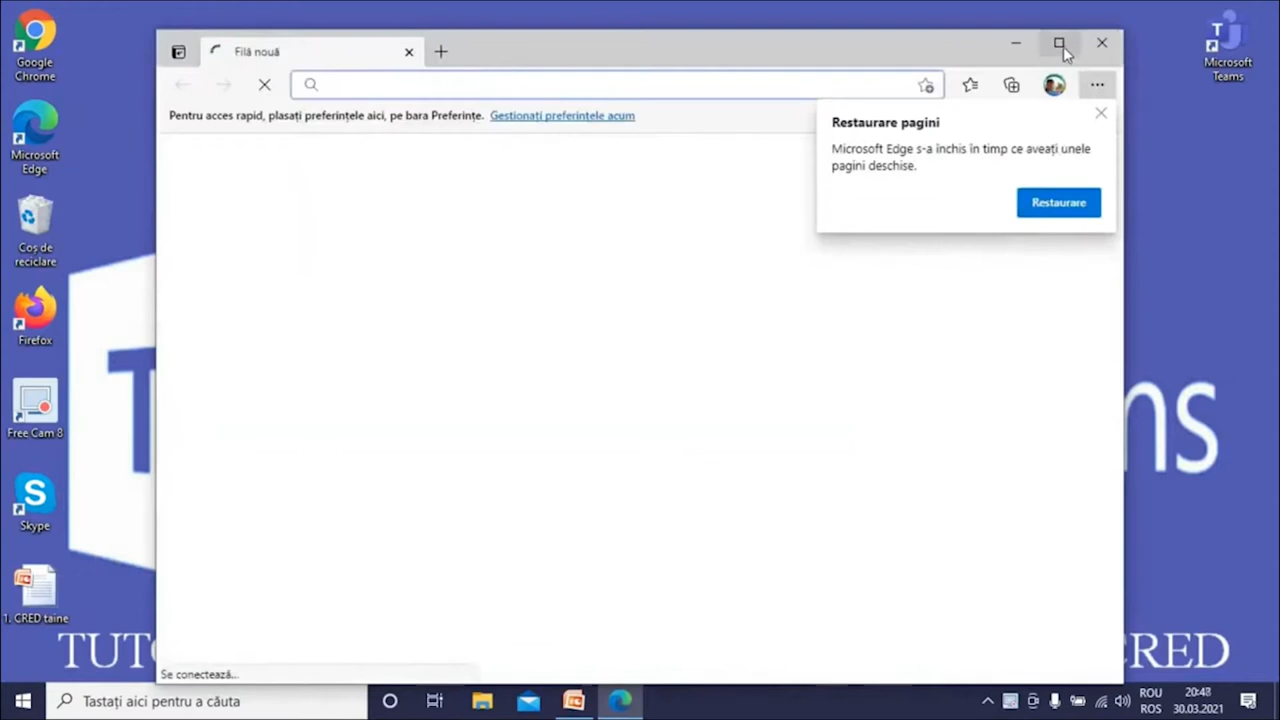 Google
Chrome
Microsoft
Edge
Coș de
reciclare
Firefox
Free Cam 8
Skype
1. CRED taine
Microsoft
Teams
Filă nouă
Pentru acces rapid, plasați preferințele aici, pe bara Preferințe. Gestionați preferințele acum
Restaurare pagini
Microsoft Edge s-a închis în timp ce aveați unele
pagini deschise.
Restaurare
ns
TUT
CRED
Se conectează...
Tastați aici pentru a căuta
ROU
ROS
20:48
30.03.2021